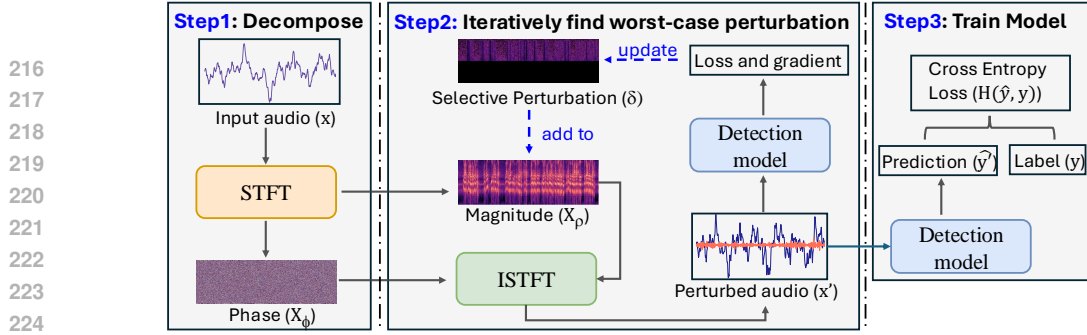 216
217
218
219
220
221
222
223
224
Step1: Decompose
Input audio (x)
STFT
Phase (X_ϕ)
Step2: Iteratively find worst-case perturbation
update
Loss and gradient
Selective Perturbation (δ)
add to
Detection
model
Magnitude (X_ρ)
ISTFT
Perturbed audio (x')
Step3: Train Model
Cross Entropy
Loss (H(ŷ, y))
Prediction (ŷ')
Label (y)
Detection
model